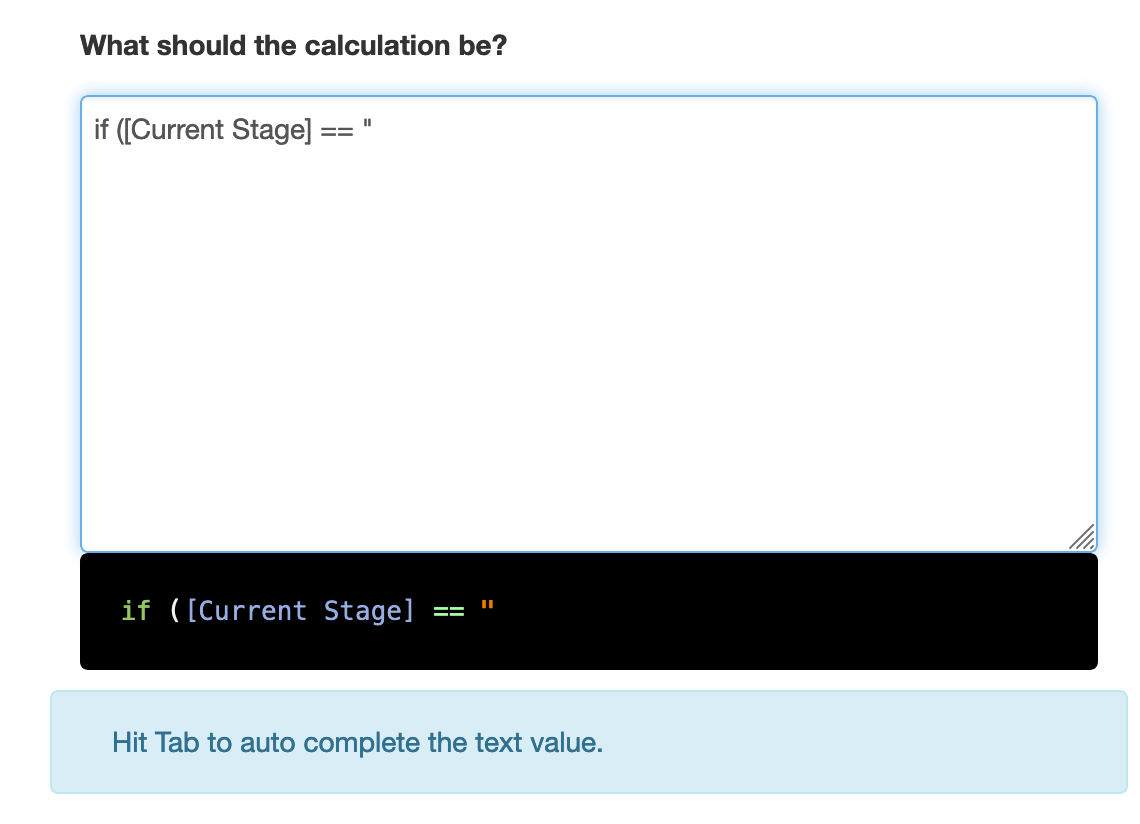 What should the calculation be?
if ([Current Stage] == "
if ([Current Stage] == "
Hit Tab to auto complete the text value.